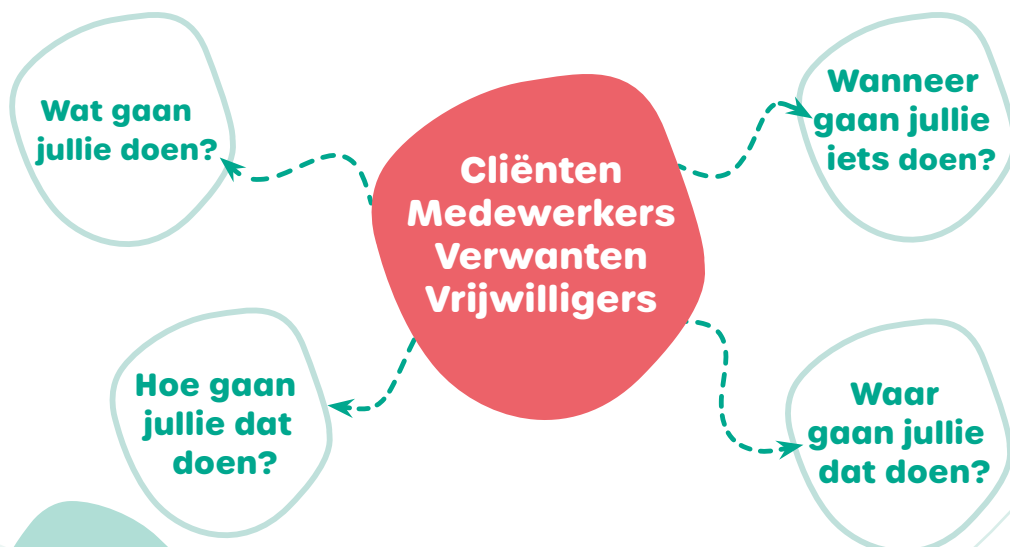 Wat gaan
jullie doen?
Cliënten
Medewerkers
Verwanten
Vrijwilligers
Wanneer
gaan jullie
iets doen?
Hoe gaan
jullie dat
doen?
Waar
gaan jullie
dat doen?